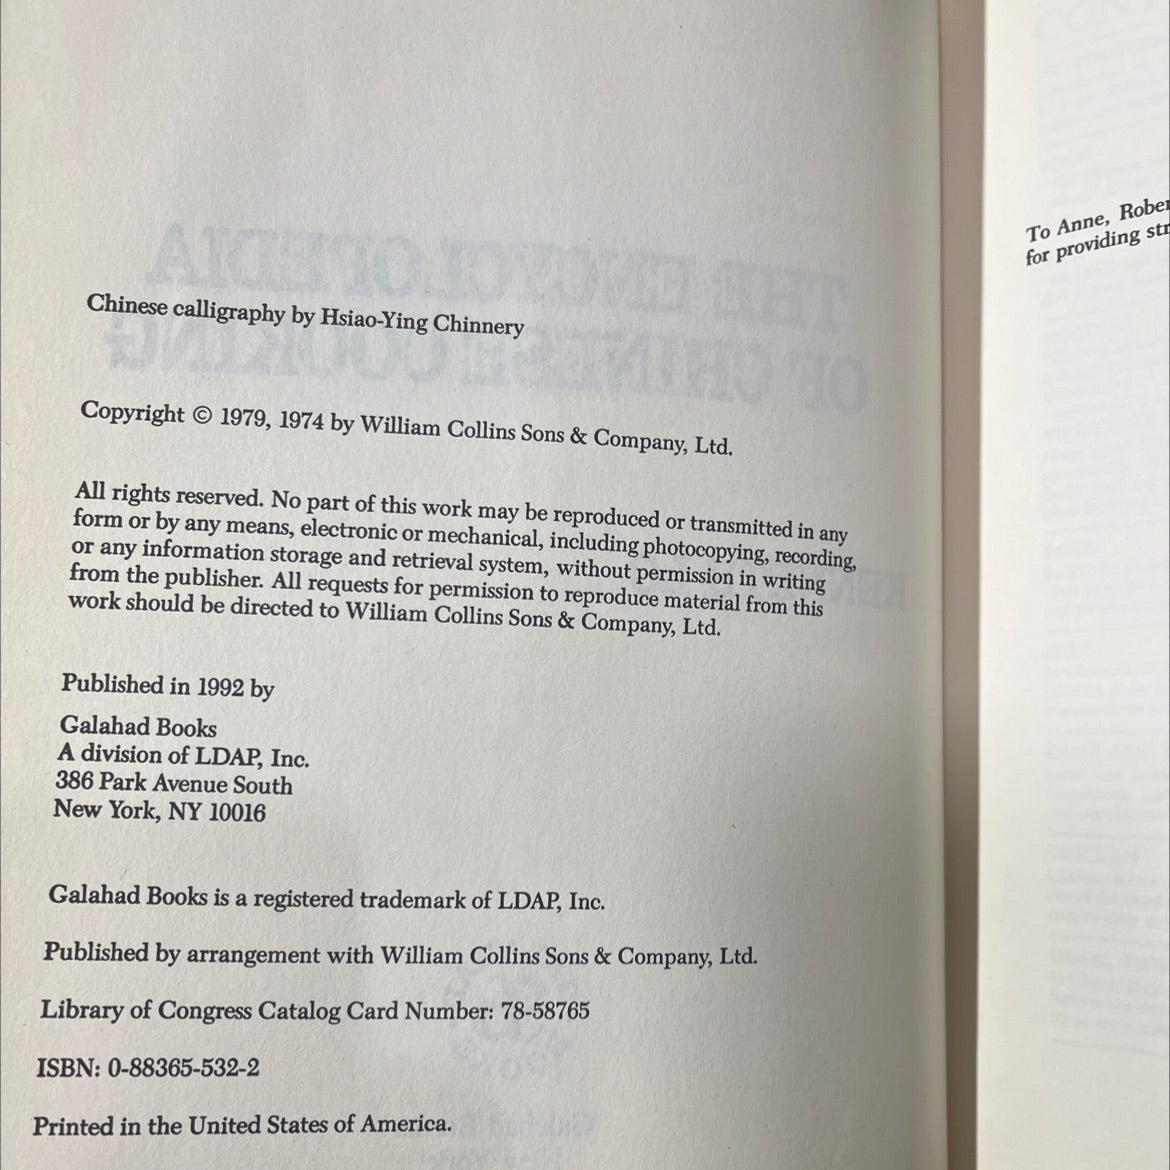 Chinese calligraphy by Hsiao-Ying Chinnery
Copyright © 1979, 1974 by William Collins Sons & Company, Ltd.
All rights reserved. No part of this work may be reproduced or transmitted in any
form or by any means, electronic or mechanical, including photocopying, recording,
or any information storage and retrieval system, without permission in writing
from the publisher. All requests for permission to reproduce material from this
work should be directed to William Collins Sons & Company, Ltd.
Published in 1992 by
Galahad Books
A division of LDAP, Inc.
386 Park Avenue South
New York, NY 10016
Galahad Books is a registered trademark of LDAP, Inc.
Published by arrangement with William Collins Sons & Company, Ltd.
Library of Congress Catalog Card Number: 78-58765
ISBN: 0-88365-532-2
Printed in the United States of America.
To Anne, Rober
for providing str
THE ENCYCLOPEDIA
OF CHINESE COOKING